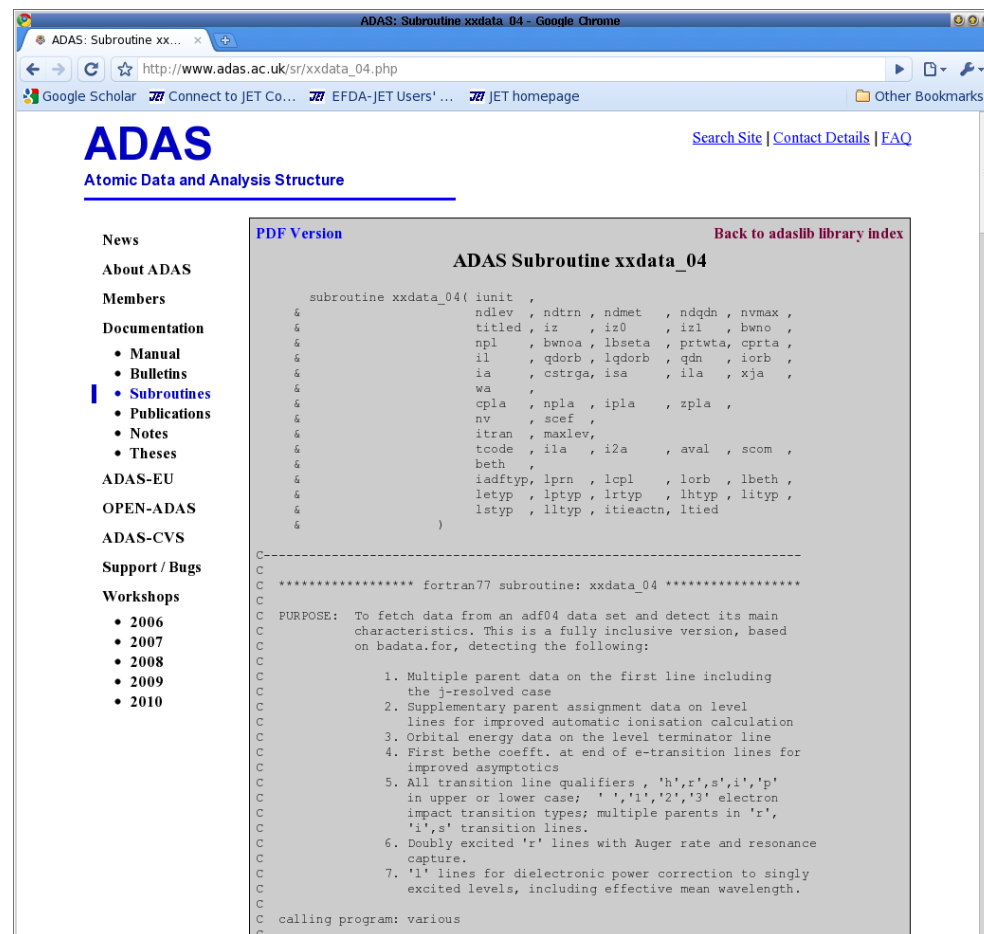 ADAS: Subroutine xxdata_04 - Google Chrome
ADAS: Subroutine xx...
http://www.adas.ac.uk/sr/xxdata_04.php
Google Scholar JET Connect to JET Co... JET EFDA-JET Users' ... JET JET homepage Other Bookmarks
ADAS
Atomic Data and Analysis Structure
Search Site | Contact Details | FAQ
News
About ADAS
Members
Documentation
• Manual
• Bulletins
• Subroutines
• Publications
• Notes
• Theses
ADAS-EU
OPEN-ADAS
ADAS-CVS
Support / Bugs
Workshops
• 2006
• 2007
• 2008
• 2009
• 2010
PDF Version Back to adaslib library index
ADAS Subroutine xxdata_04
subroutine xxdata_04( iunit ,
& ndlev , ndtrn , ndmet , ndqdn , nvmax ,
& titled , iz , iz0 , iz1 , bwno ,
& npl , bwnoa , lbseta , prtwta, cprta ,
& il , qdorb , lqdorb , qdn , iorb ,
& ia , cstrga, isa , ila , xja ,
& wa ,
& cpla , npla , ipla , zpla ,
& nv , scef ,
& itran , maxlev,
& tcode , i1a , i2a , aval , scom ,
& beth ,
& iadftyp, lprn , lcpl , lorb , lbeth ,
& letyp , lptyp , lrtyp , lhtyp , lityp ,
& lstyp , lltyp , itieactn, ltied
& )
C-----------------------------------------------------------------------
C
C ****************** fortran77 subroutine: xxdata_04 ******************
C
C PURPOSE: To fetch data from an adf04 data set and detect its main
C characteristics. This is a fully inclusive version, based
C on badata.for, detecting the following:
C
C 1. Multiple parent data on the first line including
C the j-resolved case
C 2. Supplementary parent assignment data on level
C lines for improved automatic ionisation calculation
C 3. Orbital energy data on the level terminator line
C 4. First bethe coefft. at end of e-transition lines for
C improved asymptotics
C 5. All transition line qualifiers , 'h',r',s',i','p'
C in upper or lower case; ' ','1','2','3' electron
C impact transition types; multiple parents in 'r',
C 'i',s' transition lines.
C 6. Doubly excited 'r' lines with Auger rate and resonance
C capture.
C 7. 'l' lines for dielectronic power correction to singly
C excited levels, including effective mean wavelength.
C
C calling program: various
C